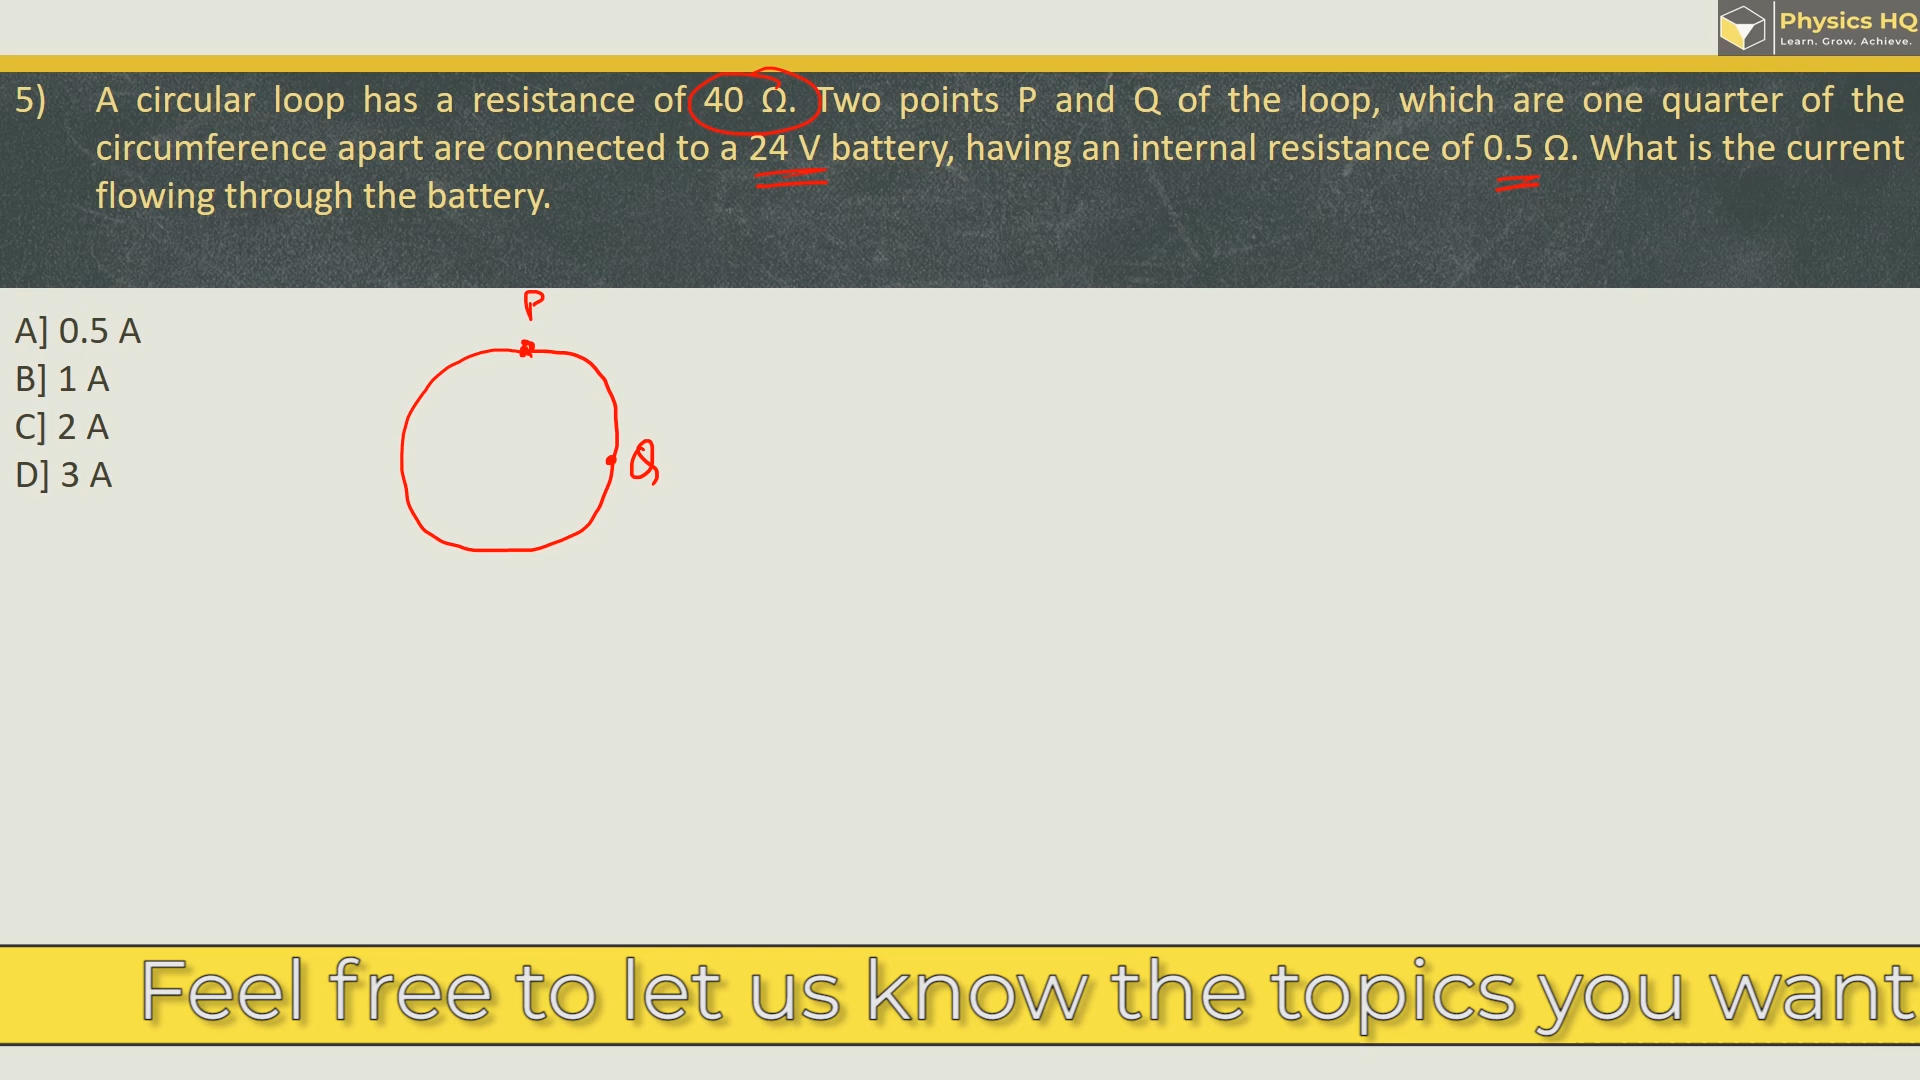 Physics HQ
Learn. Grow. Achieve.
5) A circular loop has a resistance of 40 Ω. Two points P and Q of the loop, which are one quarter of the
circumference apart are connected to a 24 V battery, having an internal resistance of 0.5 Ω. What is the current
flowing through the battery.
A] 0.5 A
B] 1 A
C] 2 A
D] 3 A
P
Q
Feel free to let us know the topics you want